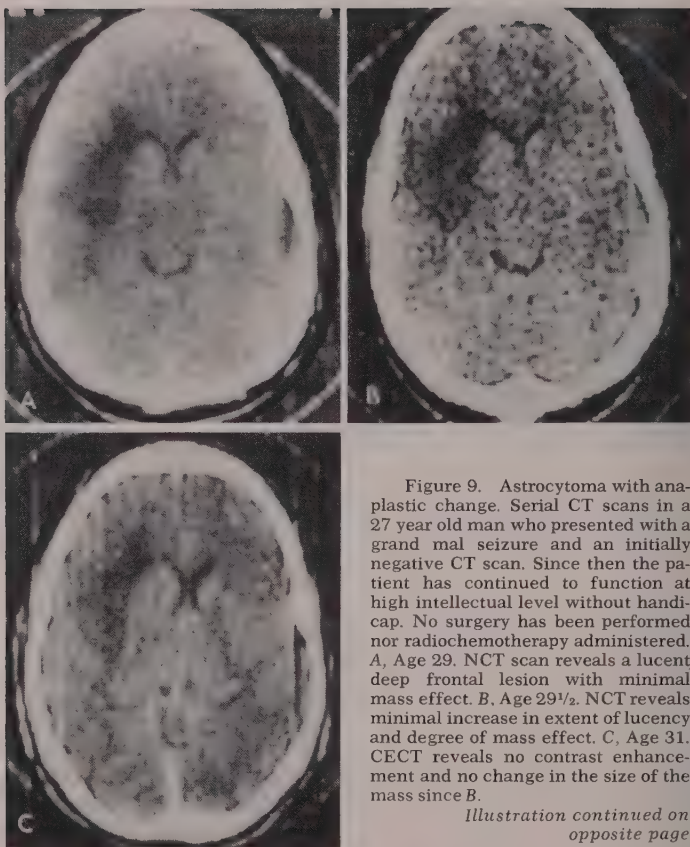 A
B
C
Figure 9. Astrocytoma with ana-
plastic change. Serial CT scans in a
27 year old man who presented with a
grand mal seizure and an initially
negative CT scan. Since then the pa-
tient has continued to function at
high intellectual level without handi-
cap. No surgery has been performed
nor radiochemotherapy administered.
A, Age 29. NCT scan reveals a lucent
deep frontal lesion with minimal
mass effect. B, Age 29¹/₂. NCT reveals
minimal increase in extent of lucency
and degree of mass effect. C, Age 31.
CECT reveals no contrast enhance-
ment and no change in the size of the
mass since B.
Illustration continued on
opposite page